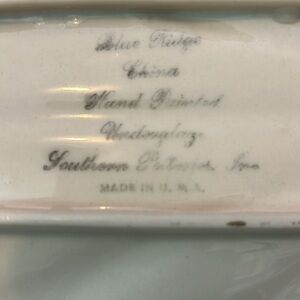 Blue Ridge
China
Hand Painted
Underglaze
Southern Potteries Inc
MADE IN U. S. A.